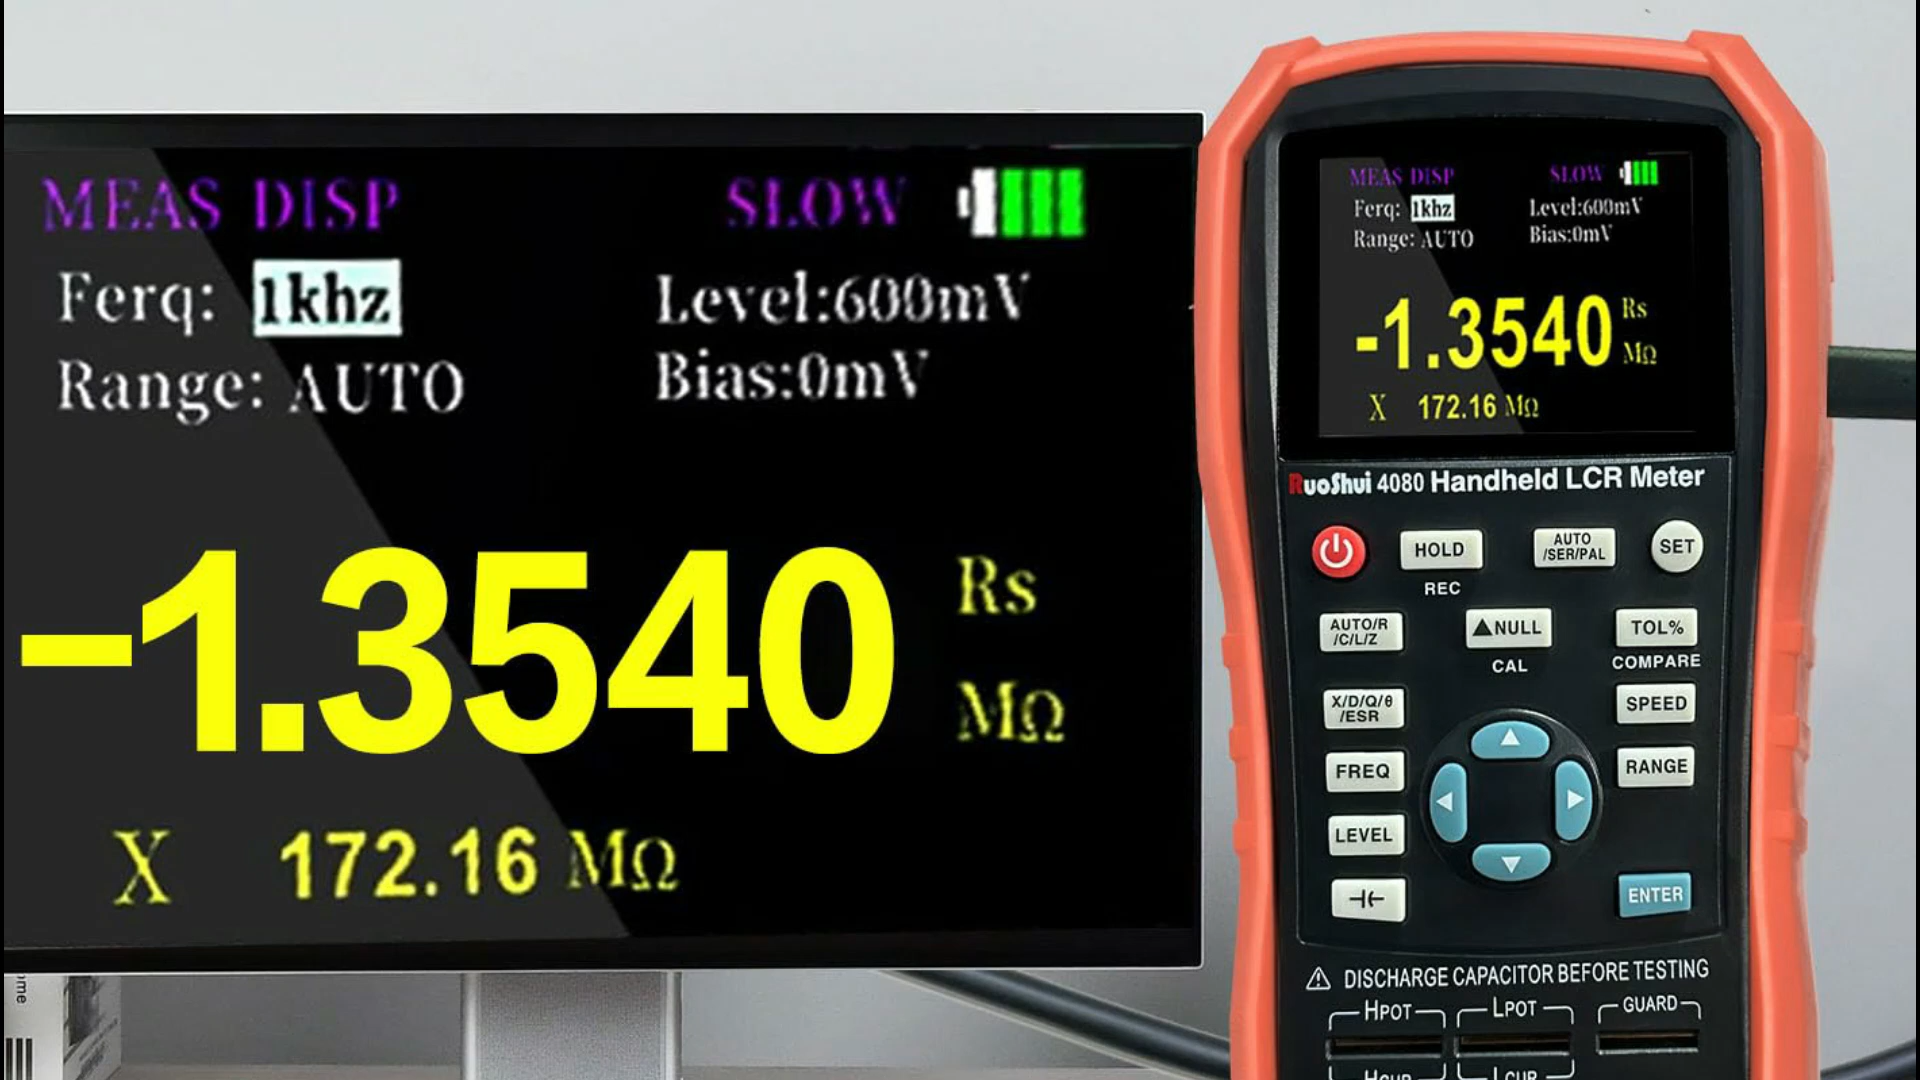 MEAS DISP SLOW
Ferq: 1khz Level:600mV
Range: AUTO Bias:0mV
-1.3540 Rs
MΩ
X 172.16 MΩ
MEAS DISP SLOW
Ferq: 1khz Level:600mV
Range: AUTO Bias:0mV
-1.3540 Rs
MΩ
X 172.16 MΩ
RuoShui 4080 Handheld LCR Meter
HOLD AUTO /SER/PAL SET
REC
AUTO/R /C/L/Z ▲NULL TOL%
CAL COMPARE
X/D/Q/θ /ESR SPEED
FREQ RANGE
LEVEL
ENTER
DISCHARGE CAPACITOR BEFORE TESTING
HPOT LPOT GUARD
HCUR LCUR